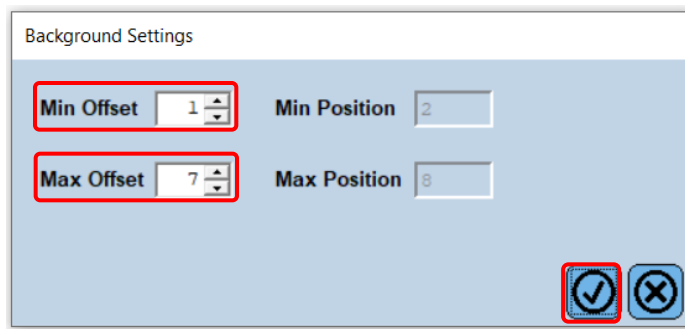 Background Settings
Min Offset 1 Min Position 2
Max Offset 7 Max Position 8